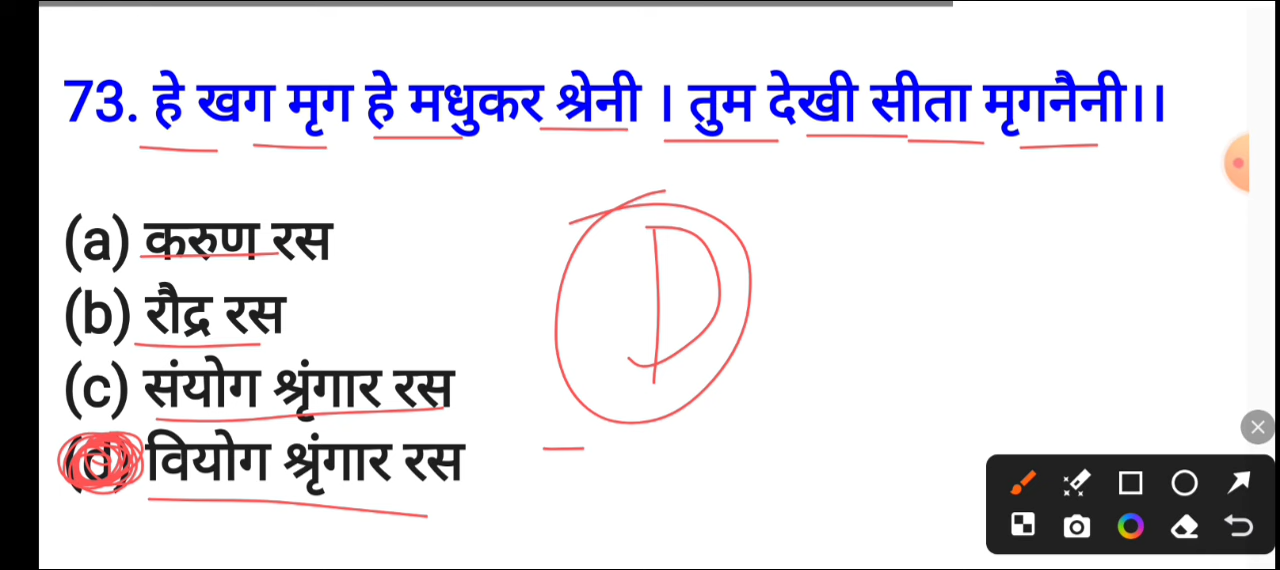 73. हे खग मृग हे मधुकर श्रेनी । तुम देखी सीता मृगनैनी।।
(a) करुण रस
D
(b) रौद्र रस
(c) संयोग श्रृंगार रस
(d) वियोग श्रृंगार रस